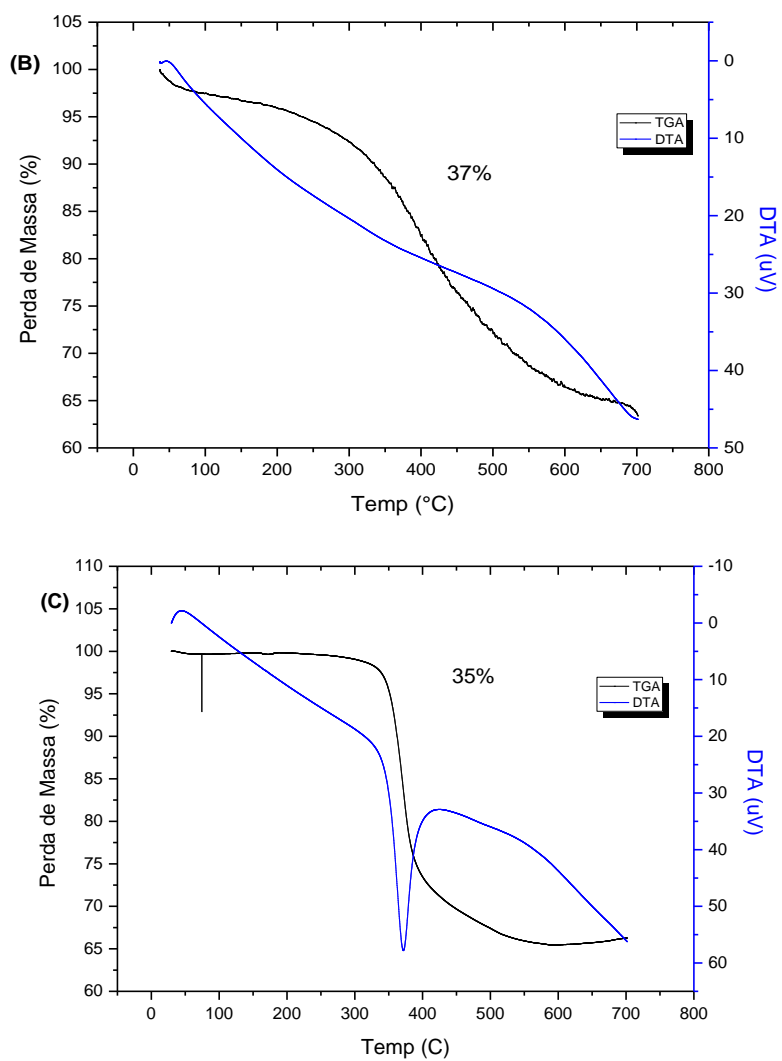 (B)
105
100
95
90
85
80
75
70
65
60
Perda de Massa (%)
0
10
20
30
40
50
DTA (uV)
TGA
DTA
37%
0 100 200 300 400 500 600 700 800
Temp (°C)
(C)
110
105
100
95
90
85
80
75
70
65
60
Perda de Massa (%)
-10
0
10
20
30
40
50
60
DTA (uV)
35%
TGA
DTA
0 100 200 300 400 500 600 700 800
Temp (C)